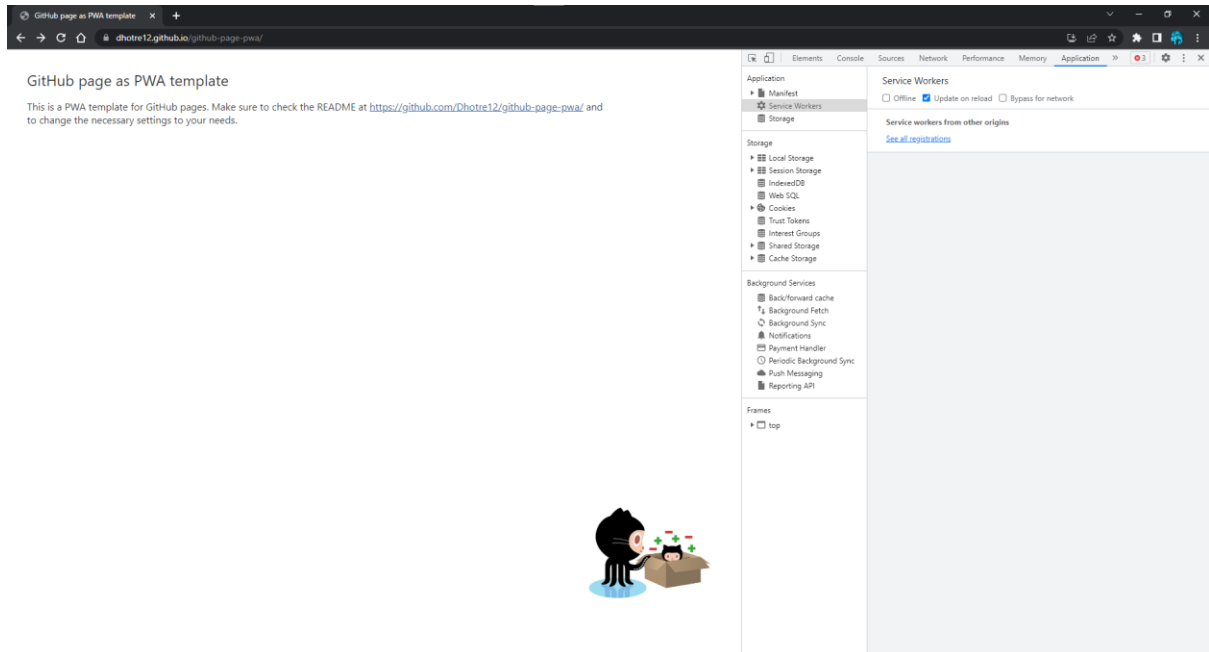 GitHub page as PWA template
dhotre12.github.io/github-page-pwa/
GitHub page as PWA template
This is a PWA template for GitHub pages. Make sure to check the README at https://github.com/Dhotre12/github-page-pwa/ and
to change the necessary settings to your needs.
Elements Console Sources Network Performance Memory Application » 3
Application
Manifest
Service Workers
Storage
Storage
Local Storage
Session Storage
IndexedDB
Web SQL
Cookies
Trust Tokens
Interest Groups
Shared Storage
Cache Storage
Background Services
Back/forward cache
Background Fetch
Background Sync
Notifications
Payment Handler
Periodic Background Sync
Push Messaging
Reporting API
Frames
top
Service Workers
Offline Update on reload Bypass for network
Service workers from other origins
See all registrations